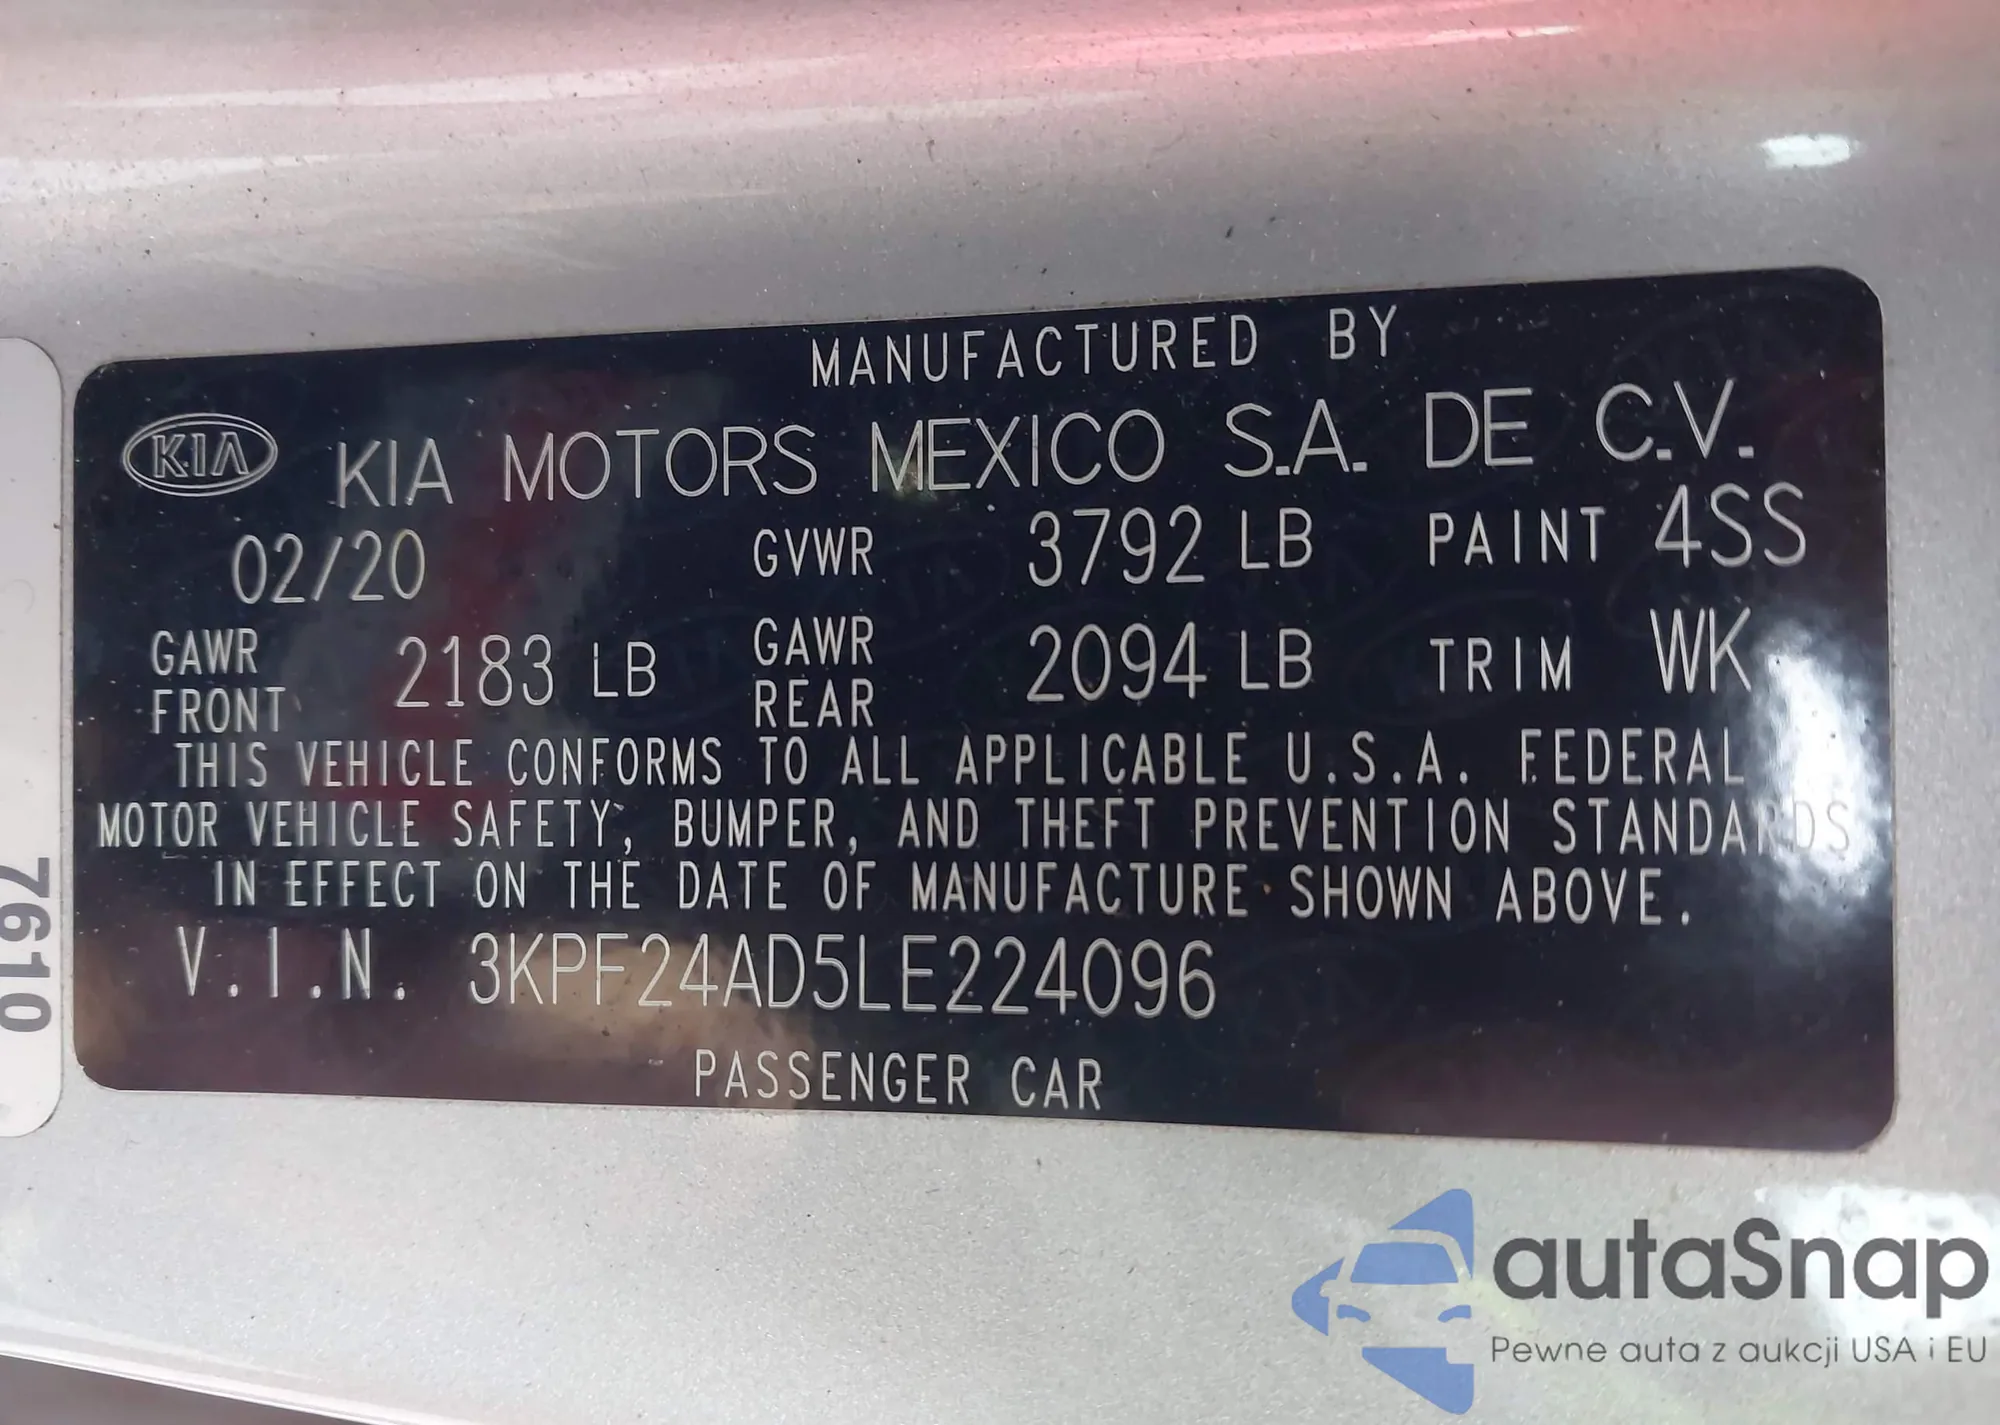 MANUFACTURED BY
KIA KIA MOTORS MEXICO S.A. DE C.V.
02/20 GVWR 3792 LB PAINT 4SS
GAWR FRONT 2183 LB GAWR REAR 2094 LB TRIM WK
THIS VEHICLE CONFORMS TO ALL APPLICABLE U.S.A. FEDERAL
MOTOR VEHICLE SAFETY, BUMPER, AND THEFT PREVENTION STANDARDS
IN EFFECT ON THE DATE OF MANUFACTURE SHOWN ABOVE.
V.I.N. 3KPF24AD5LE224096
PASSENGER CAR
7610
autaSnap
Pewne auta z aukcji USA i EU